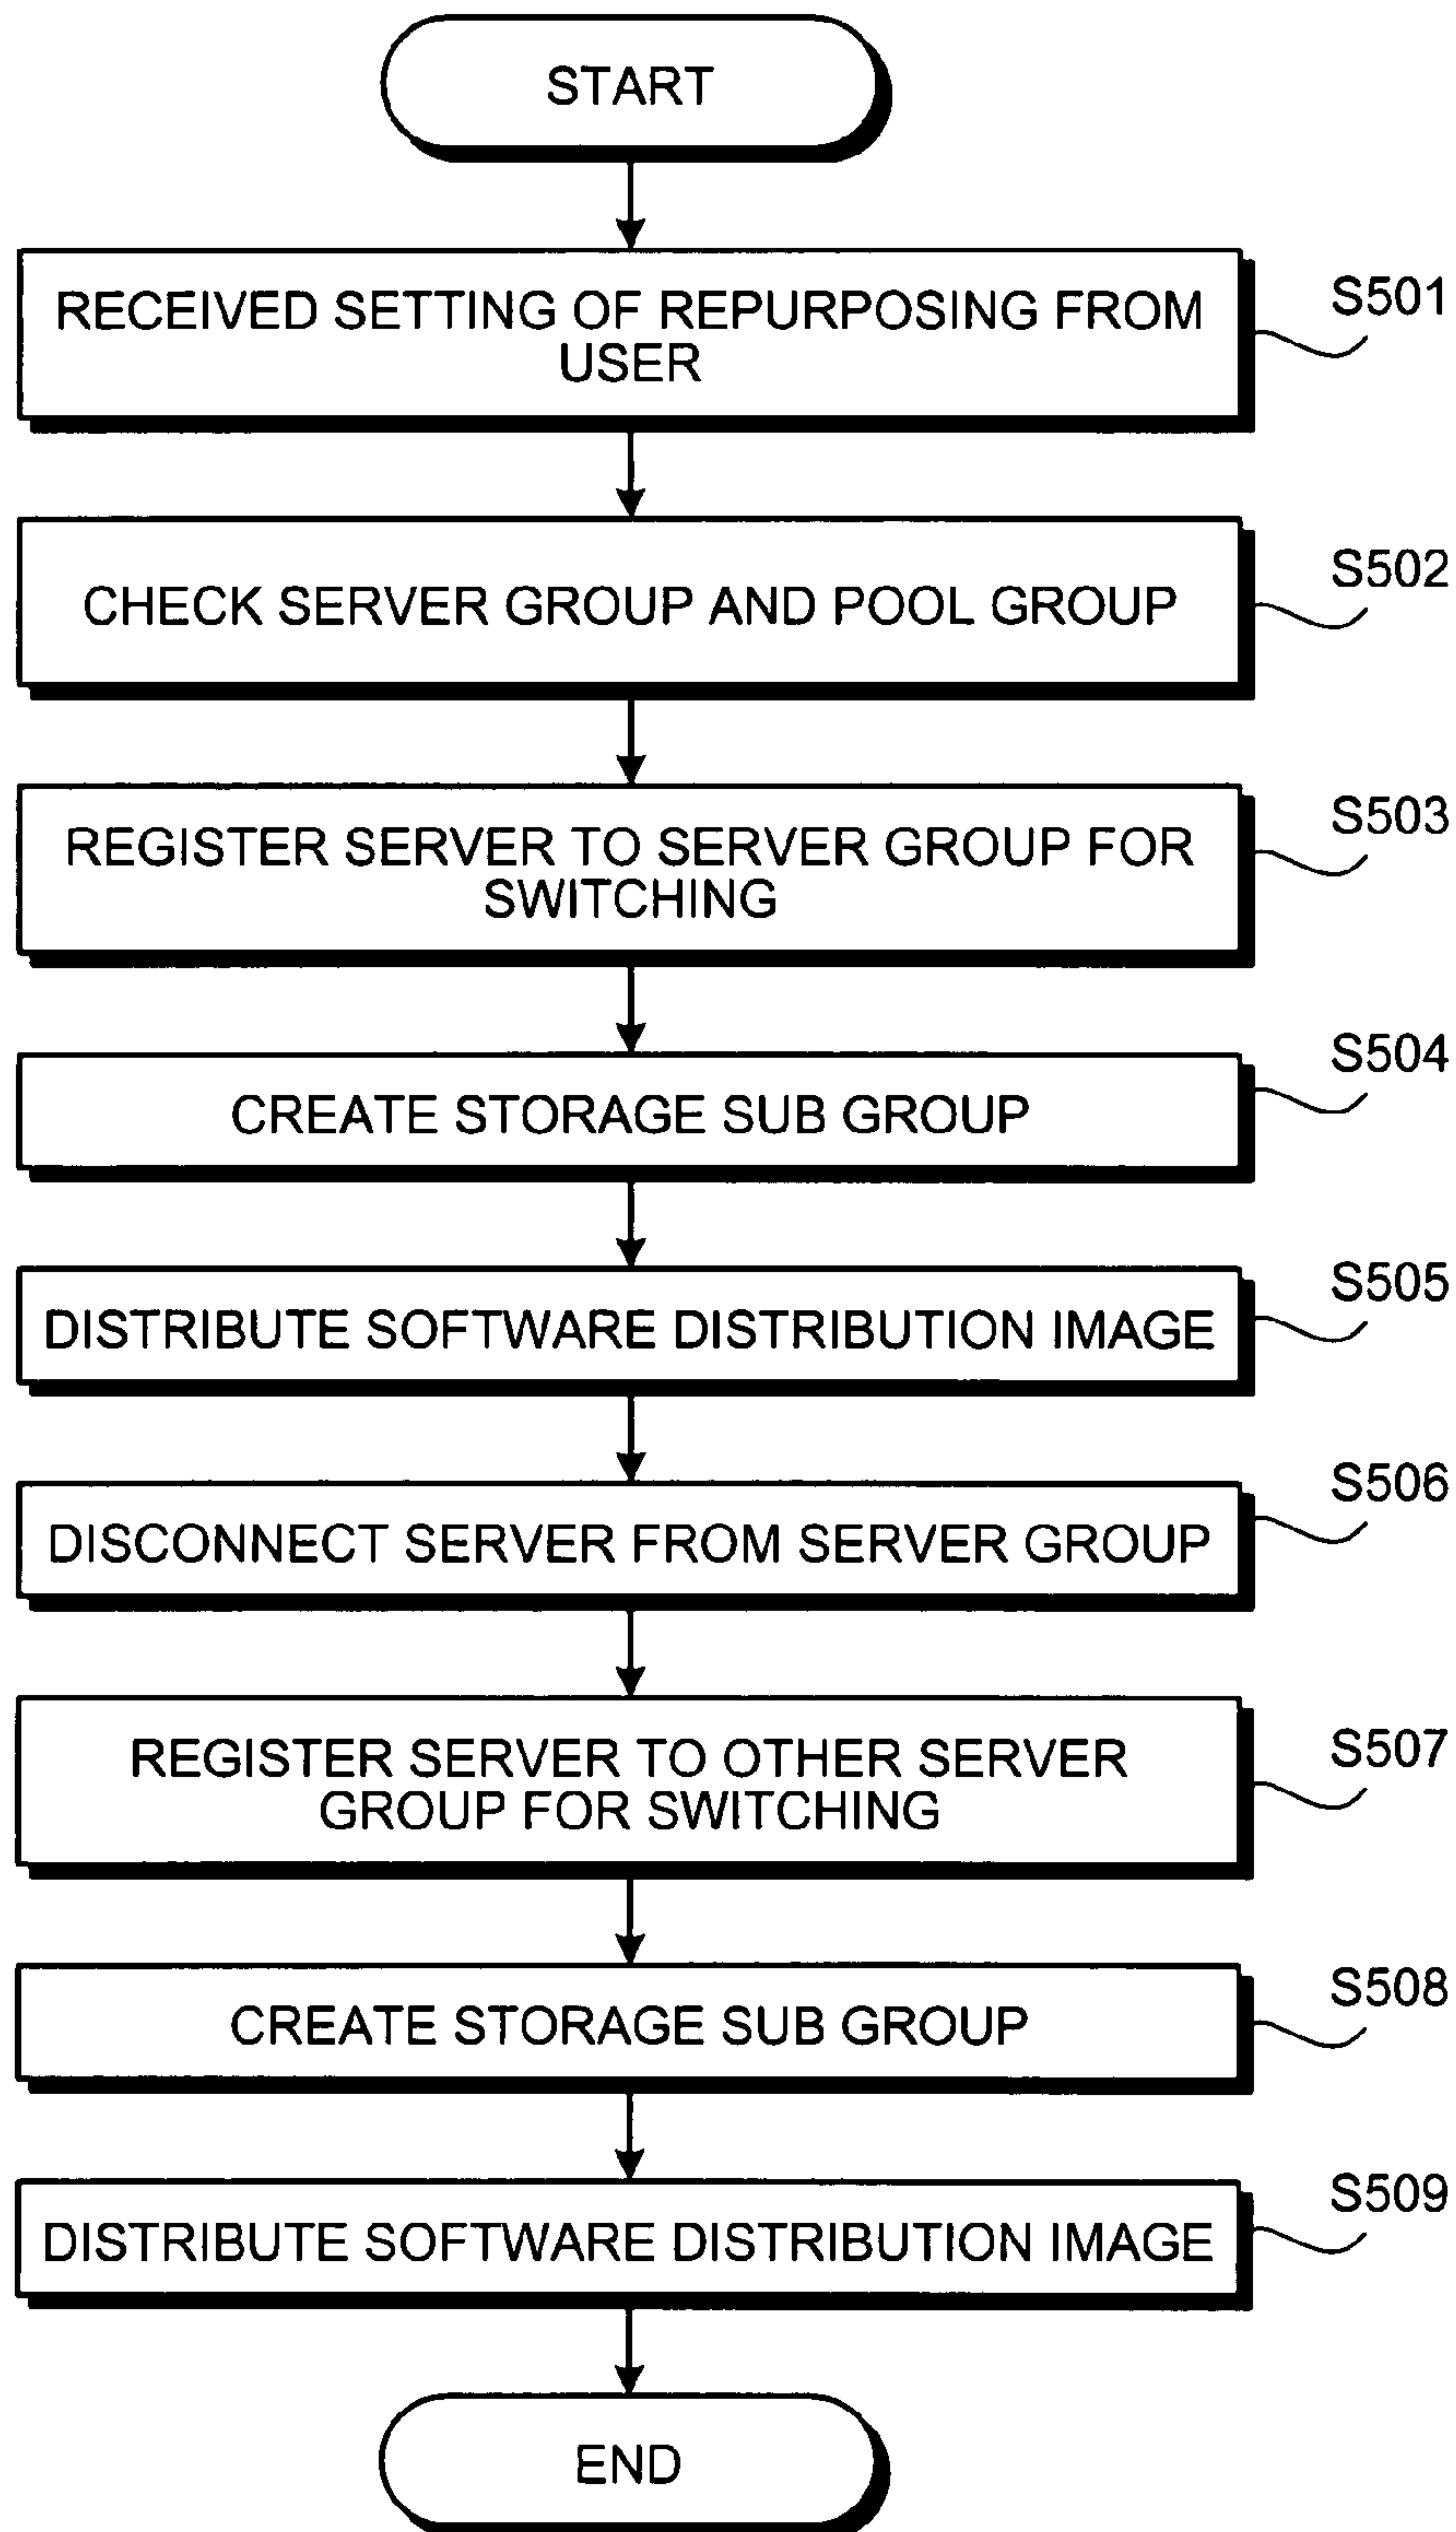 START
RECEIVED SETTING OF REPURPOSING FROM
USER
S501
CHECK SERVER GROUP AND POOL GROUP
S502
REGISTER SERVER TO SERVER GROUP FOR
SWITCHING
S503
CREATE STORAGE SUB GROUP
S504
DISTRIBUTE SOFTWARE DISTRIBUTION IMAGE
S505
DISCONNECT SERVER FROM SERVER GROUP
S506
REGISTER SERVER TO OTHER SERVER
GROUP FOR SWITCHING
S507
CREATE STORAGE SUB GROUP
S508
DISTRIBUTE SOFTWARE DISTRIBUTION IMAGE
S509
END